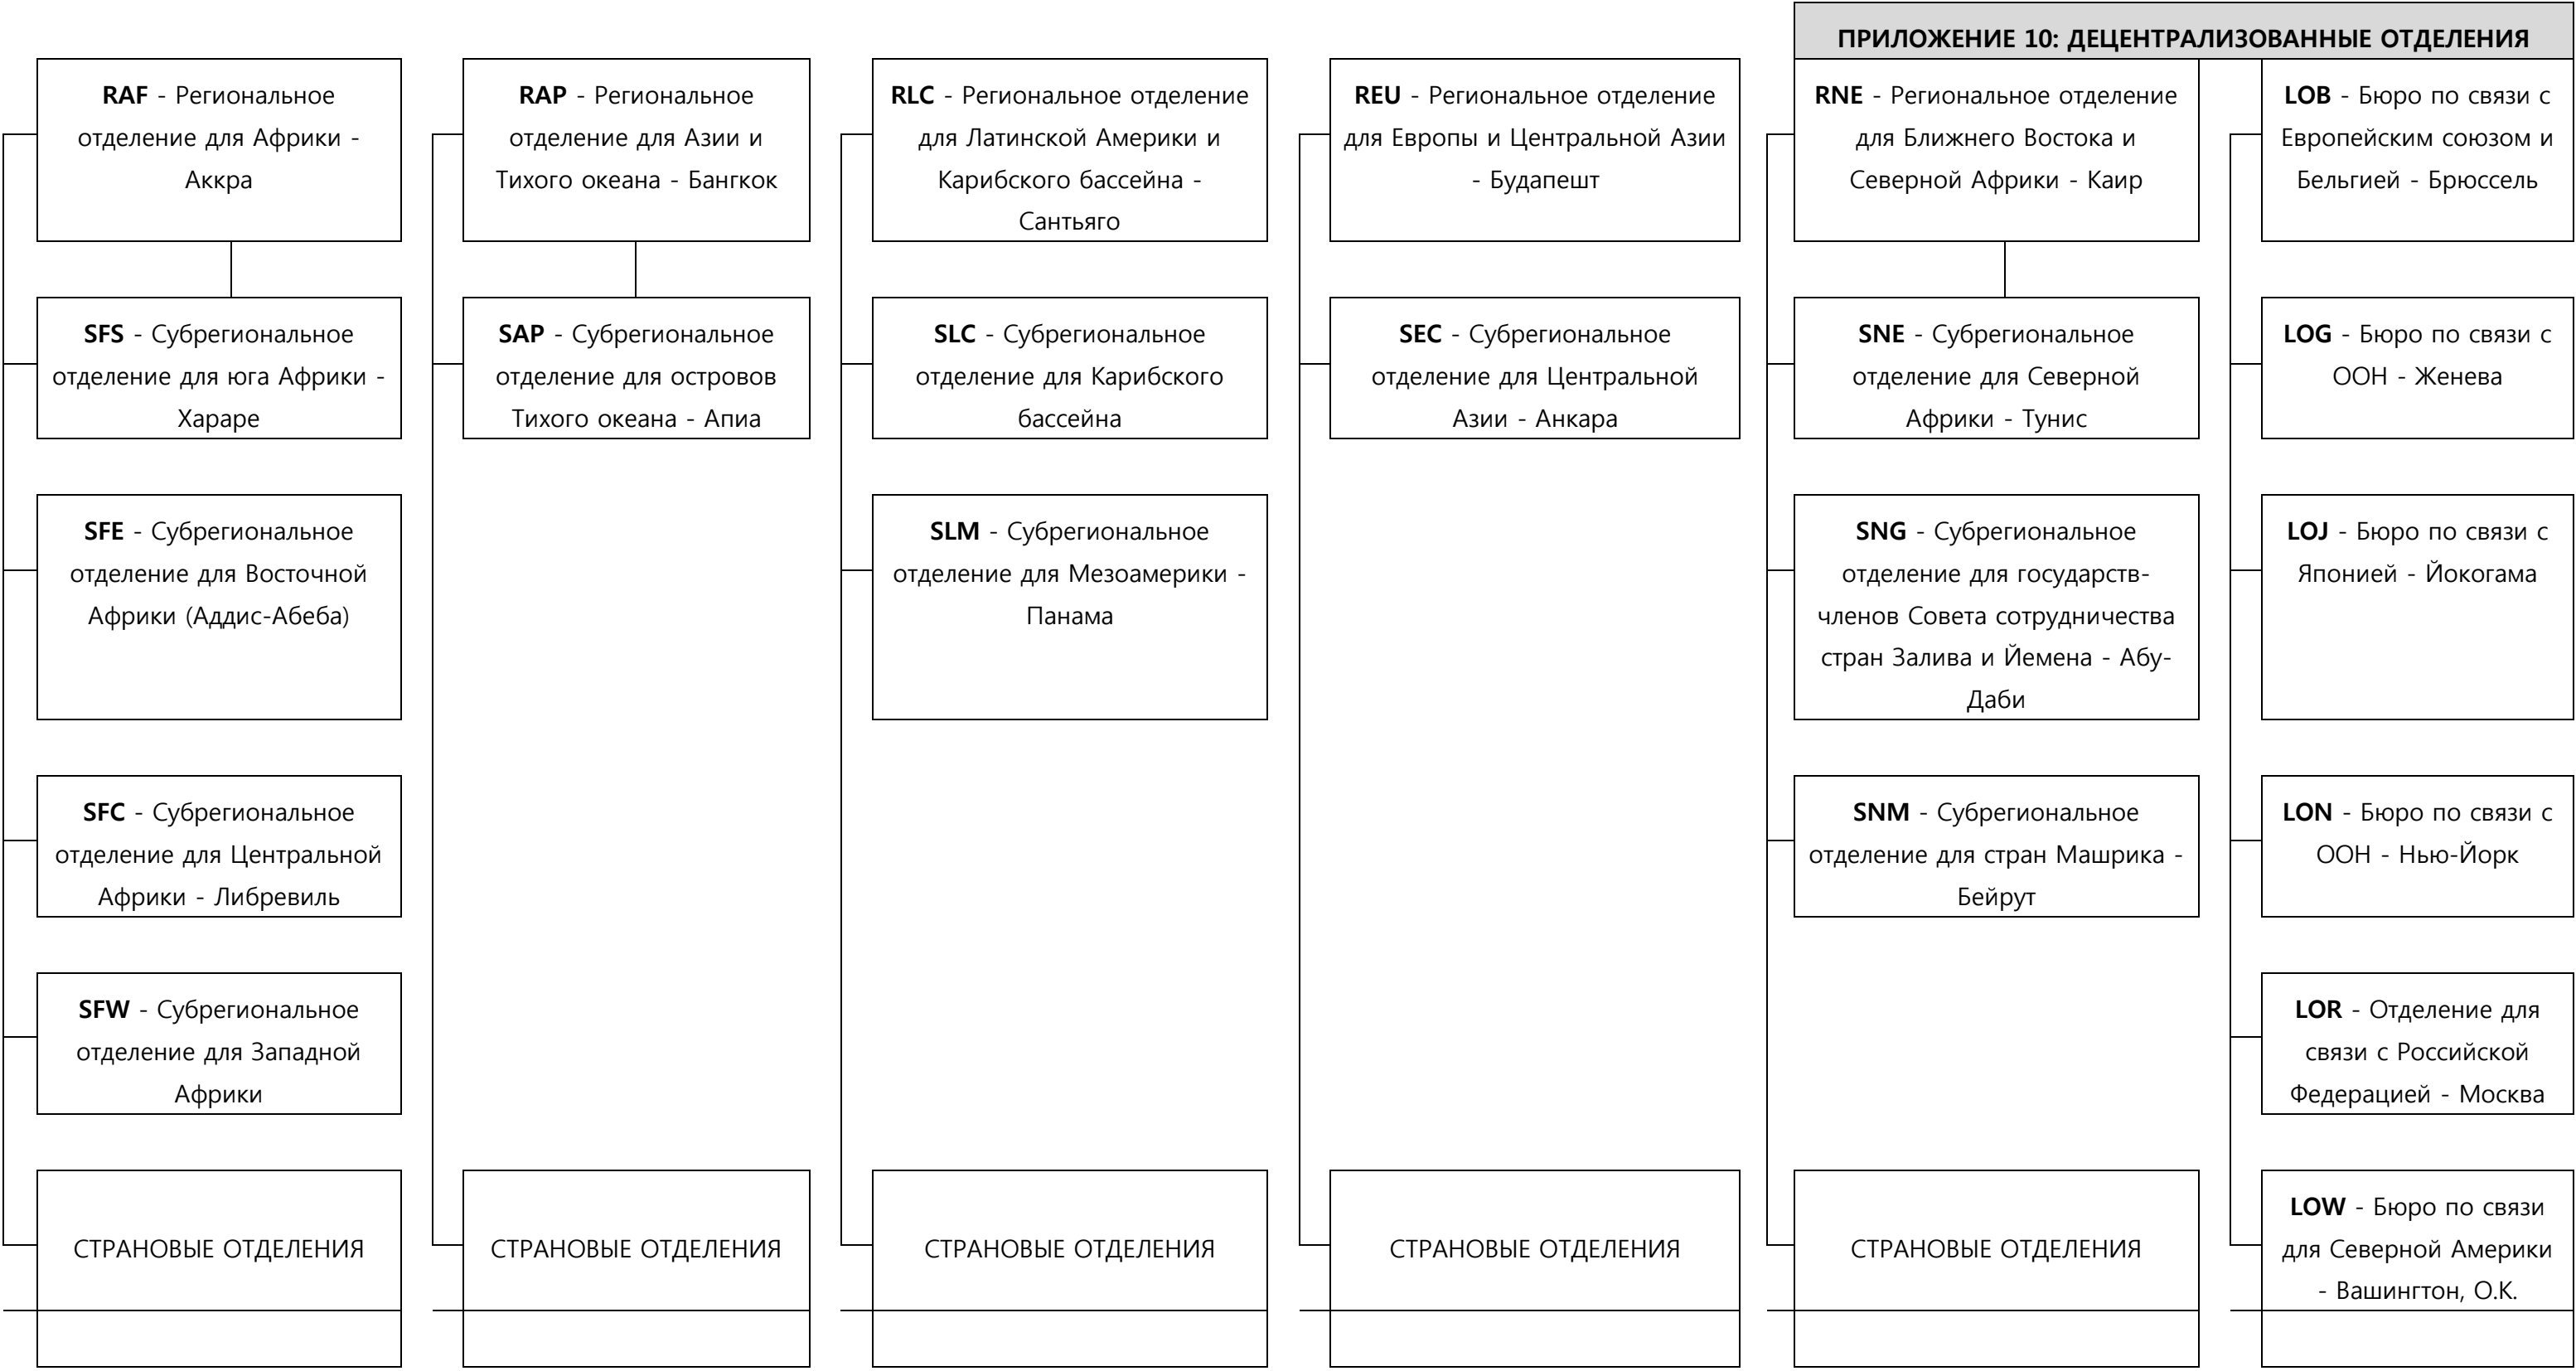 ПРИЛОЖЕНИЕ 10: ДЕЦЕНТРАЛИЗОВАННЫЕ ОТДЕЛЕНИЯ
RAF - Региональное
отделение для Африки -
Аккра
SFS - Субрегиональное
отделение для юга Африки -
Хараре
SFE - Субрегиональное
отделение для Восточной
Африки (Аддис-Абеба)
SFC - Субрегиональное
отделение для Центральной
Африки - Либревиль
SFW - Субрегиональное
отделение для Западной
Африки
СТРАНОВЫЕ ОТДЕЛЕНИЯ
RAP - Региональное
отделение для Азии и
Тихого океана - Бангкок
SAP - Субрегиональное
отделение для островов
Тихого океана - Апиа
СТРАНОВЫЕ ОТДЕЛЕНИЯ
RLC - Региональное отделение
для Латинской Америки и
Карибского бассейна -
Сантьяго
SLC - Субрегиональное
отделение для Карибского
бассейна
SLM - Субрегиональное
отделение для Мезоамерики -
Панама
СТРАНОВЫЕ ОТДЕЛЕНИЯ
REU - Региональное отделение
для Европы и Центральной Азии
- Будапешт
SEC - Субрегиональное
отделение для Центральной
Азии - Анкара
СТРАНОВЫЕ ОТДЕЛЕНИЯ
RNE - Региональное отделение
для Ближнего Востока и
Северной Африки - Каир
SNE - Субрегиональное
отделение для Северной
Африки - Тунис
SNG - Субрегиональное
отделение для государств-
членов Совета сотрудничества
стран Залива и Йемена - Абу-
Даби
SNM - Субрегиональное
отделение для стран Машрика -
Бейрут
СТРАНОВЫЕ ОТДЕЛЕНИЯ
LOB - Бюро по связи с
Европейским союзом и
Бельгией - Брюссель
LOG - Бюро по связи с
ООН - Женева
LOJ - Бюро по связи с
Японией - Йокогама
LON - Бюро по связи с
ООН - Нью-Йорк
LOR - Отделение для
связи с Российской
Федерацией - Москва
LOW - Бюро по связи
для Северной Америки
- Вашингтон, О.К.